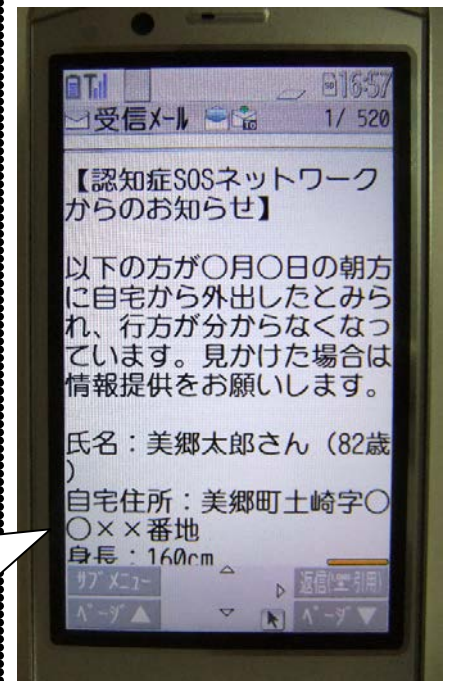 16:57
受信メール 1/ 520
【認知症SOSネットワーク
からのお知らせ】
以下の方が〇月〇日の朝方
に自宅から外出したとみら
れ、行方が分からなくなっ
ています。見かけた場合は
情報提供をお願いします。
氏名：美郷太郎さん（82歳
）
自宅住所：美郷町土崎字〇
〇××番地
身長：160cm
サブメニュー 返信(引用)
ページ▲ ページ▼